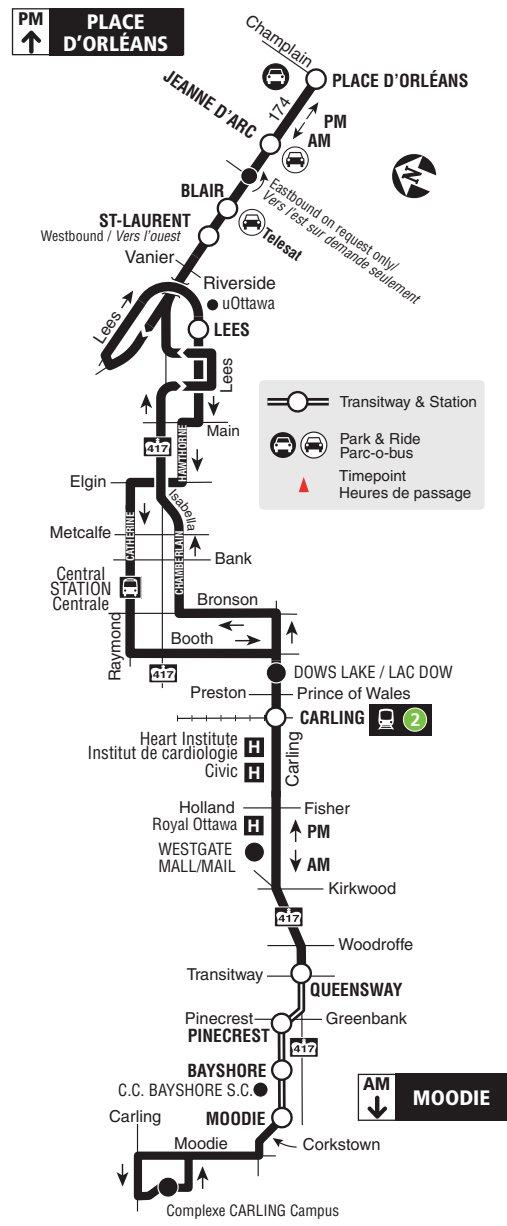 PM
PLACE
D'ORLÉANS
Champlain
PLACE D'ORLÉANS
JEANNE D'ARC
174
PM
AM
N
BLAIR
Eastbound on request only/
Vers l'est sur demande seulement
ST-LAURENT
Westbound / Vers l'ouest
Telesat
Vanier
Riverside
uOttawa
Lees
LEES
Lees
Transitway & Station
Park & Ride
Parc-o-bus
Timepoint
Heures de passage
Main
417
HAWTHORNE
Elgin
Isabella
Metcalfe
CATHERINE
CHAMBERLAIN
Bank
Central
STATION
Centrale
Bronson
Raymond
Booth
417
DOWS LAKE / LAC DOW
Preston
Prince of Wales
CARLING
2
Heart Institute
Institut de cardiologie
H
Civic
H
Carling
Holland
Fisher
Royal Ottawa
H
PM
WESTGATE
MALL/MAIL
AM
Kirkwood
417
Woodroffe
Transitway
QUEENSWAY
Pinecrest
Greenbank
PINECREST
417
BAYSHORE
C.C. BAYSHORE S.C.
AM
MOODIE
MOODIE
Carling
Moodie
Corkstown
Complexe CARLING Campus